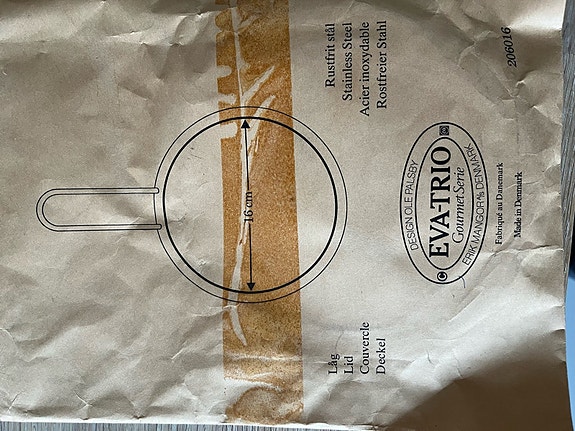 16 cm
Låg
Lid
Couvercle
Deckel
Rustfrit stål
Stainless Steel
Acier inoxydable
Rostfreier Stahl
DESIGN OLE PALSBY
© EVA-TRIO
Gourmet Serie
ERIK MANGOR A/S DENMARK
Fabriqué au Danemark
Made in Denmark
206016